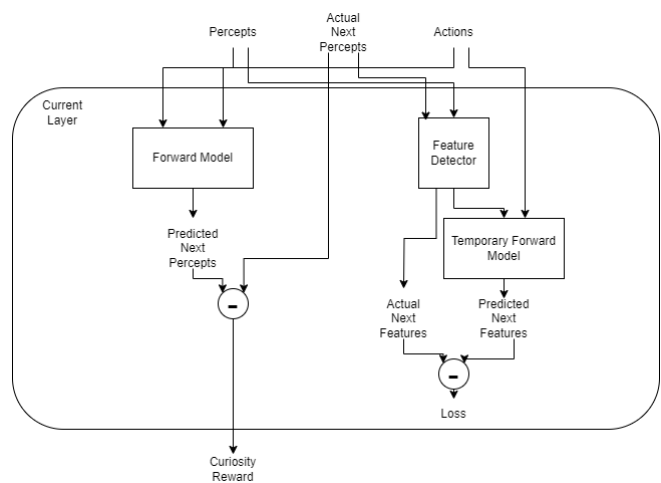 Percepts
Actual
Next
Percepts
Actions
Current
Layer
Forward Model
Feature
Detector
Predicted
Next
Percepts
Temporary Forward
Model
-
Actual
Next
Features
Predicted
Next
Features
-
Loss
Curiosity
Reward